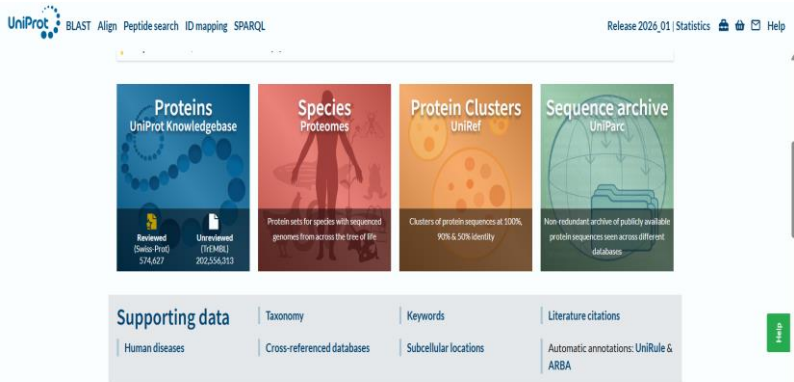 UniProt BLAST Align Peptide search ID mapping SPARQL Release 2026_01 | Statistics Help
Proteins
UniProt Knowledgebase
Reviewed
(Swiss-Prot)
574,627
Unreviewed
(TrEMBL)
202,556,313
Species
Proteomes
Protein sets for species with sequenced
genomes from across the tree of life
Protein Clusters
UniRef
Clusters of protein sequences at 100%,
90% & 50% identity
Sequence archive
UniParc
Non-redundant archive of publicly available
protein sequences seen across different
databases
Supporting data
Taxonomy
Keywords
Literature citations
Human diseases
Cross-referenced databases
Subcellular locations
Automatic annotations: UniRule &
ARBA
Help